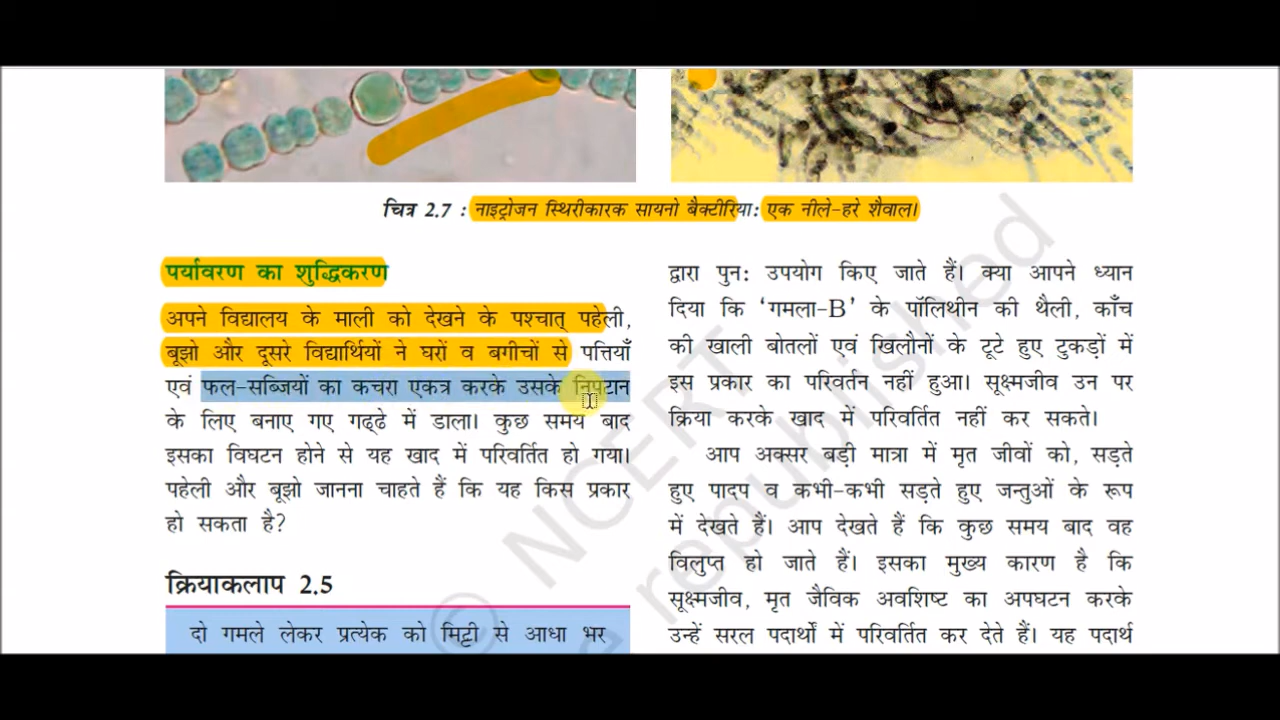 चित्र 2.7 : नाइट्रोजन स्थिरीकारक सायनो बैक्टीरिया: एक नीले-हरे शैवाल।
पर्यावरण का शुद्धिकरण
अपने विद्यालय के माली को देखने के पश्चात् पहेली,
बूझो और दूसरे विद्यार्थियों ने घरों व बगीचों से पत्तियाँ
एवं फल-सब्जियों का कचरा एकत्र करके उसके निपटान
के लिए बनाए गए गढ्ढे में डाला। कुछ समय बाद
इसका विघटन होने से यह खाद में परिवर्तित हो गया।
पहेली और बूझो जानना चाहते हैं कि यह किस प्रकार
हो सकता है?
क्रियाकलाप 2.5
दो गमले लेकर प्रत्येक को मिट्टी से आधा भर
द्वारा पुन: उपयोग किए जाते हैं। क्या आपने ध्यान
दिया कि ‘गमला-B’ के पॉलिथीन की थैली, काँच
की खाली बोतलों एवं खिलौनों के टूटे हुए टुकड़ों में
इस प्रकार का परिवर्तन नहीं हुआ। सूक्ष्मजीव उन पर
क्रिया करके खाद में परिवर्तित नहीं कर सकते।
आप अक्सर बड़ी मात्रा में मृत जीवों को, सड़ते
हुए पादप व कभी-कभी सड़ते हुए जन्तुओं के रूप
में देखते हैं। आप देखते हैं कि कुछ समय बाद वह
विलुप्त हो जाते हैं। इसका मुख्य कारण है कि
सूक्ष्मजीव, मृत जैविक अवशिष्ट का अपघटन करके
उन्हें सरल पदार्थों में परिवर्तित कर देते हैं। यह पदार्थ
© NCERT
republished